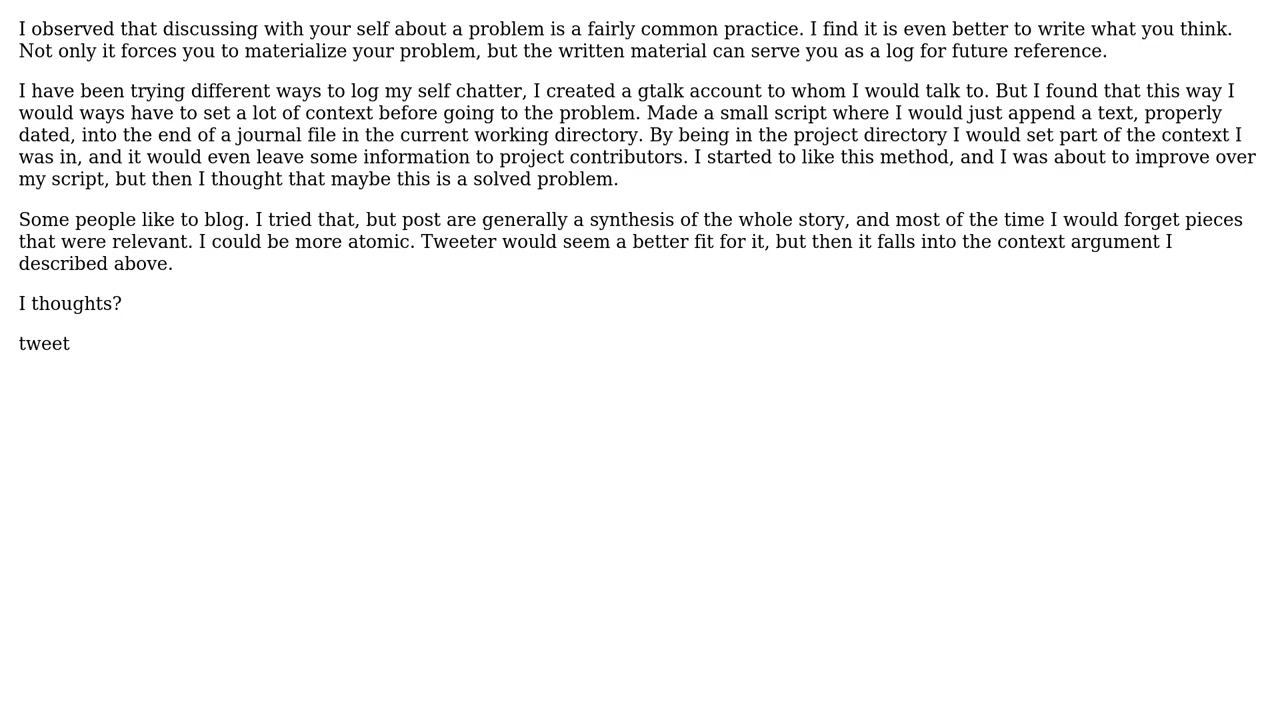 I observed that discussing with your self about a problem is a fairly common practice. I find it is even better to write what you think.
Not only it forces you to materialize your problem, but the written material can serve you as a log for future reference.
I have been trying different ways to log my self chatter, I created a gtalk account to whom I would talk to. But I found that this way I
would ways have to set a lot of context before going to the problem. Made a small script where I would just append a text, properly
dated, into the end of a journal file in the current working directory. By being in the project directory I would set part of the context I
was in, and it would even leave some information to project contributors. I started to like this method, and I was about to improve over
my script, but then I thought that maybe this is a solved problem.
Some people like to blog. I tried that, but post are generally a synthesis of the whole story, and most of the time I would forget pieces
that were relevant. I could be more atomic. Tweeter would seem a better fit for it, but then it falls into the context argument I
described above.
I thoughts?
tweet